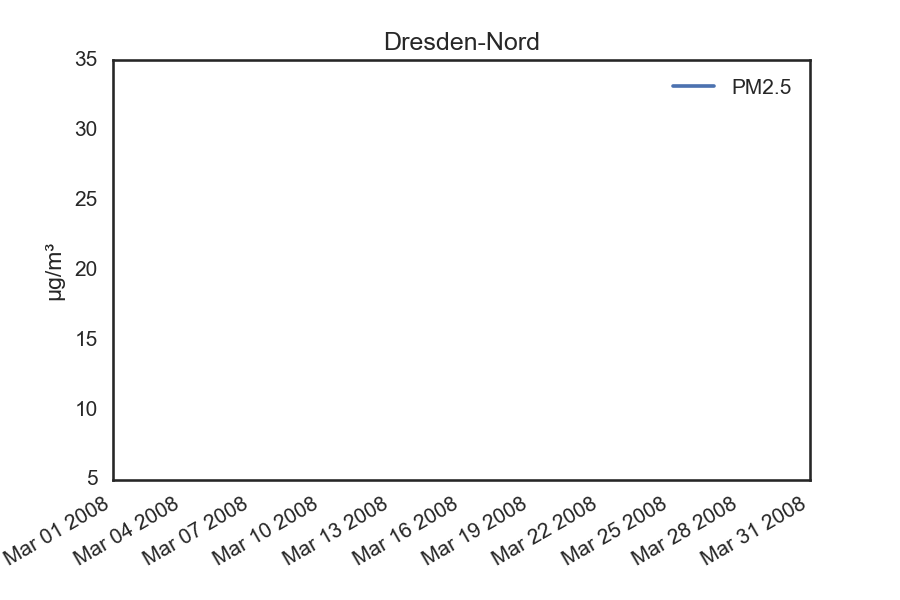 Dresden-Nord
35
PM2.5
30
25
20
µg/m³
15
10
5
Mar 01 2008
Mar 04 2008
Mar 07 2008
Mar 10 2008
Mar 13 2008
Mar 16 2008
Mar 19 2008
Mar 22 2008
Mar 25 2008
Mar 28 2008
Mar 31 2008